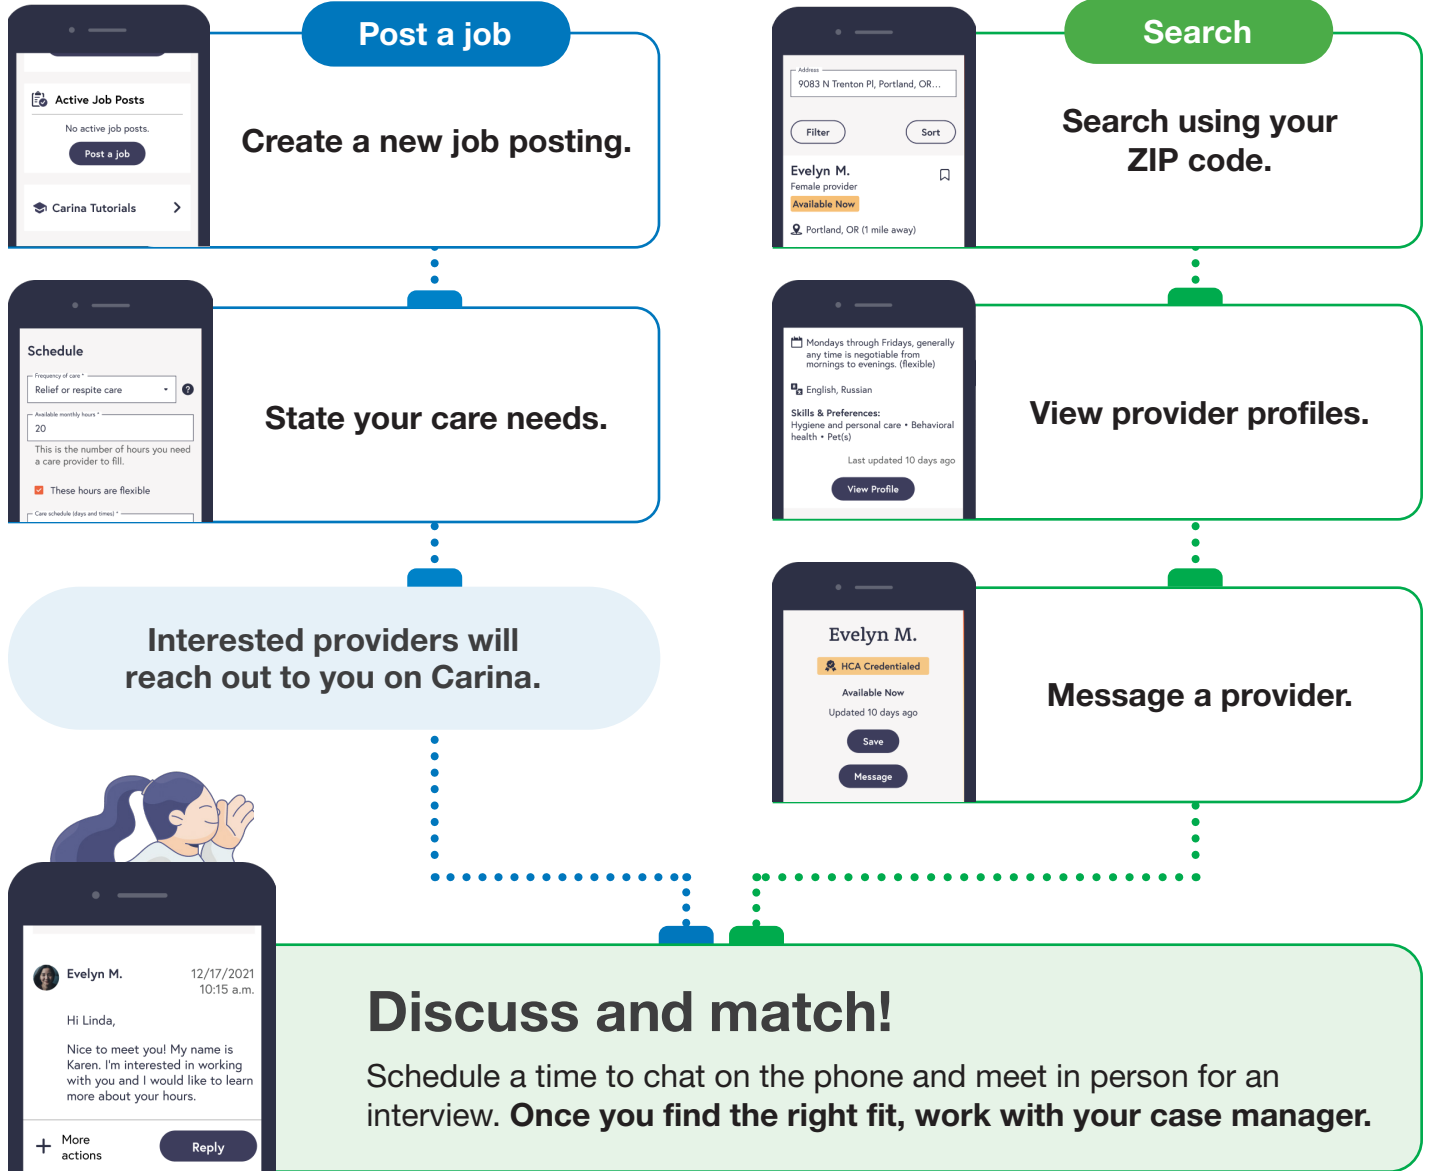 Post a job
Active Job Posts
No active job posts.
Post a job
Carina Tutorials
Create a new job posting.
Schedule
Frequency of care *
Relief or respite care
Available monthly hours *
20
This is the number of hours you need
a care provider to fill.
These hours are flexible
Care schedule (days and times) *
State your care needs.
Interested providers will
reach out to you on Carina.
Search
Address
9083 N Trenton Pl, Portland, OR...
Filter
Sort
Evelyn M.
Female provider
Available Now
Portland, OR (1 mile away)
Search using your
ZIP code.
Mondays through Fridays, generally
any time is negotiable from
mornings to evenings. (flexible)
English, Russian
Skills & Preferences:
Hygiene and personal care • Behavioral
health • Pet(s)
Last updated 10 days ago
View Profile
View provider profiles.
Evelyn M.
HCA Credentialed
Available Now
Updated 10 days ago
Save
Message
Message a provider.
Evelyn M.
12/17/2021
10:15 a.m.
Hi Linda,
Nice to meet you! My name is
Karen. I'm interested in working
with you and I would like to learn
more about your hours.
More
actions
Reply
Discuss and match!
Schedule a time to chat on the phone and meet in person for an
interview. Once you find the right fit, work with your case manager.